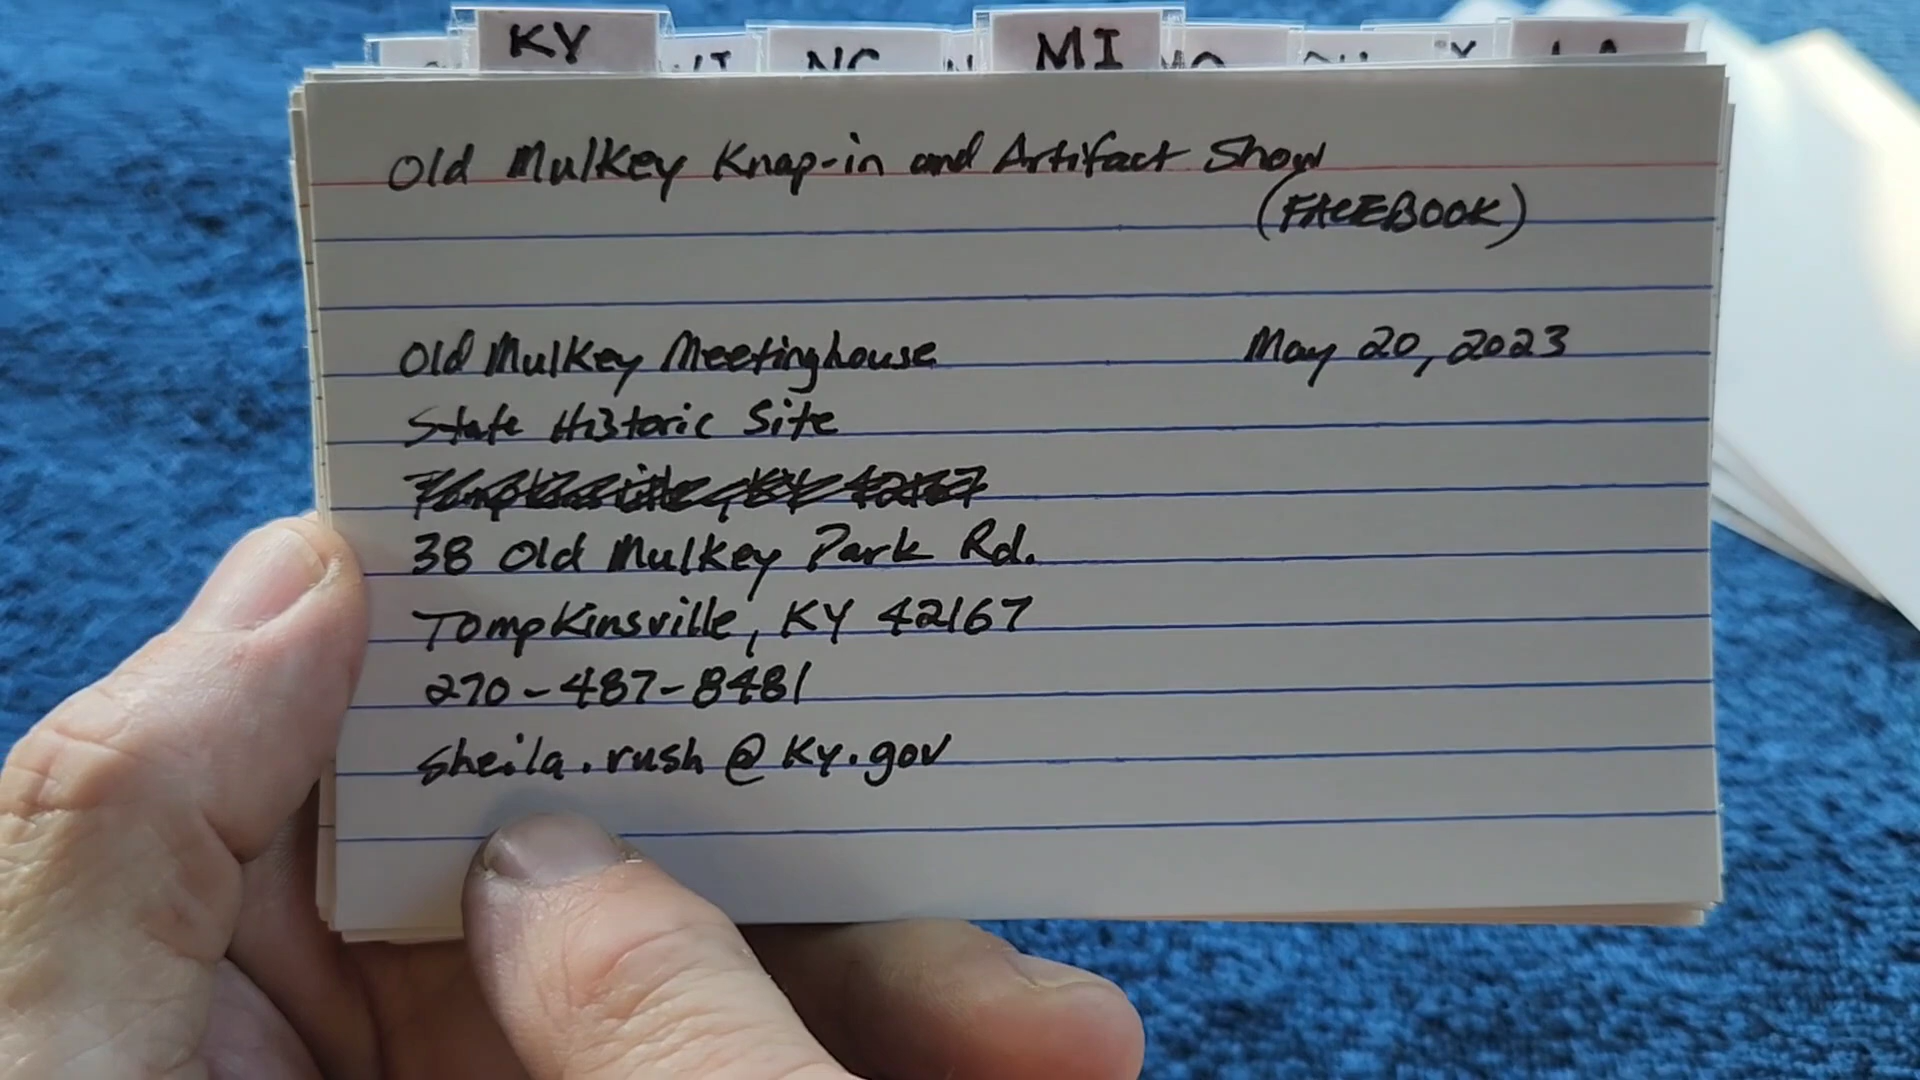 KY MI
Old Mulkey Knap-in and Artifact Show
(FACEBOOK)
Old Mulkey Meetinghouse May 20, 2023
State Historic Site
38 Old Mulkey Park Rd.
Tompkinsville, KY 42167
270-487-8481
sheila.rush@ky.gov